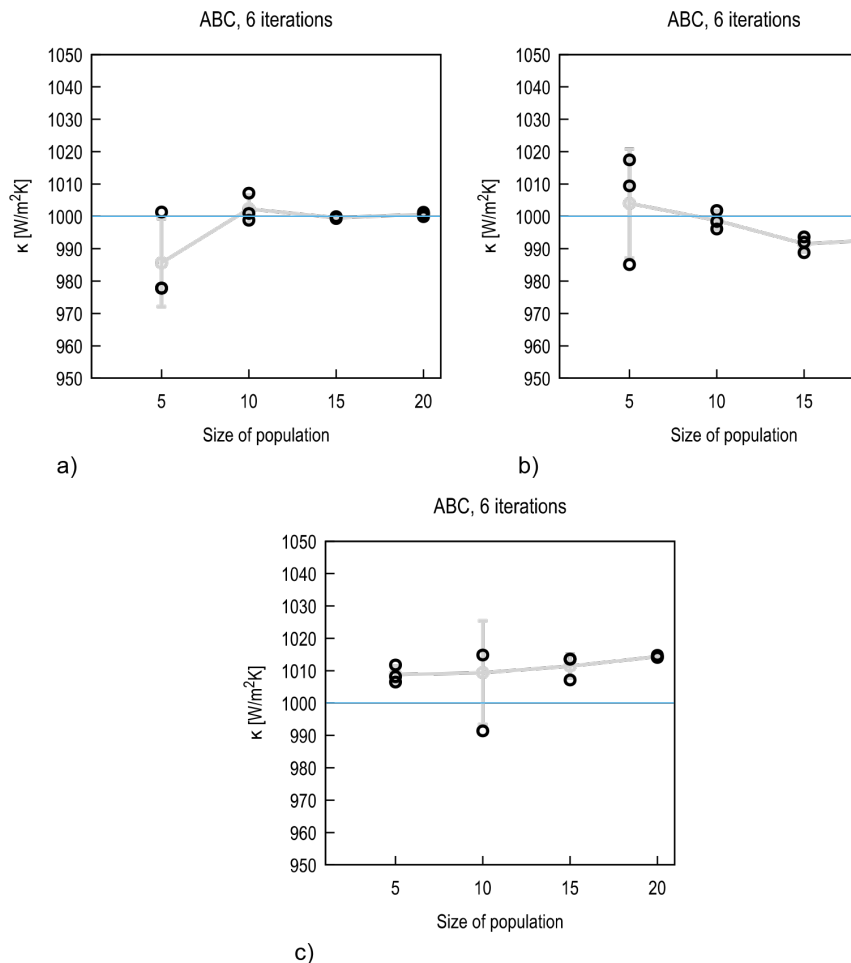 ABC, 6 iterations
1050
1040
1030
1020
1010
1000
990
980
970
960
950
κ [W/m²K]
5 10 15 20
Size of population
a)
ABC, 6 iterations
1050
1040
1030
1020
1010
1000
990
980
970
960
950
κ [W/m²K]
5 10 15
Size of population
b)
ABC, 6 iterations
1050
1040
1030
1020
1010
1000
990
980
970
960
950
κ [W/m²K]
5 10 15 20
Size of population
c)